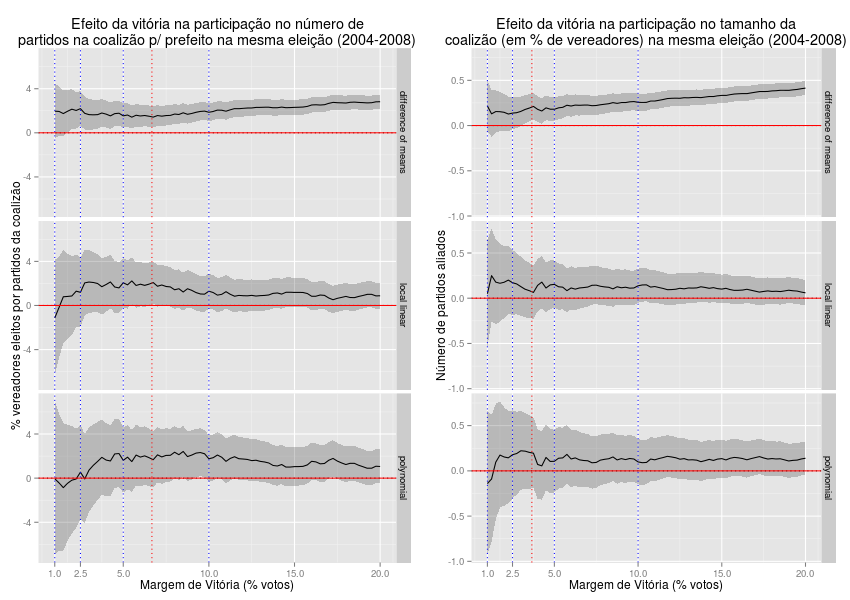 Efeito da vitória na participação no número de
partidos na coalizão p/ prefeito na mesma eleição (2004-2008)
% vereadores eleitos por partidos da coalizão
4
0
-4
difference of means
4
0
-4
local linear
4
0
-4
polynomial
1.0 2.5 5.0 10.0 15.0 20.0
Margem de Vitória (% votos)
Efeito da vitória na participação no tamanho da
coalizão (em % de vereadores) na mesma eleição (2004-2008)
Número de partidos aliados
0.5
0.0
-0.5
-1.0
difference of means
0.5
0.0
-0.5
-1.0
local linear
0.5
0.0
-0.5
-1.0
polynomial
1.0 2.5 5.0 10.0 15.0 20.0
Margem de Vitória (% votos)